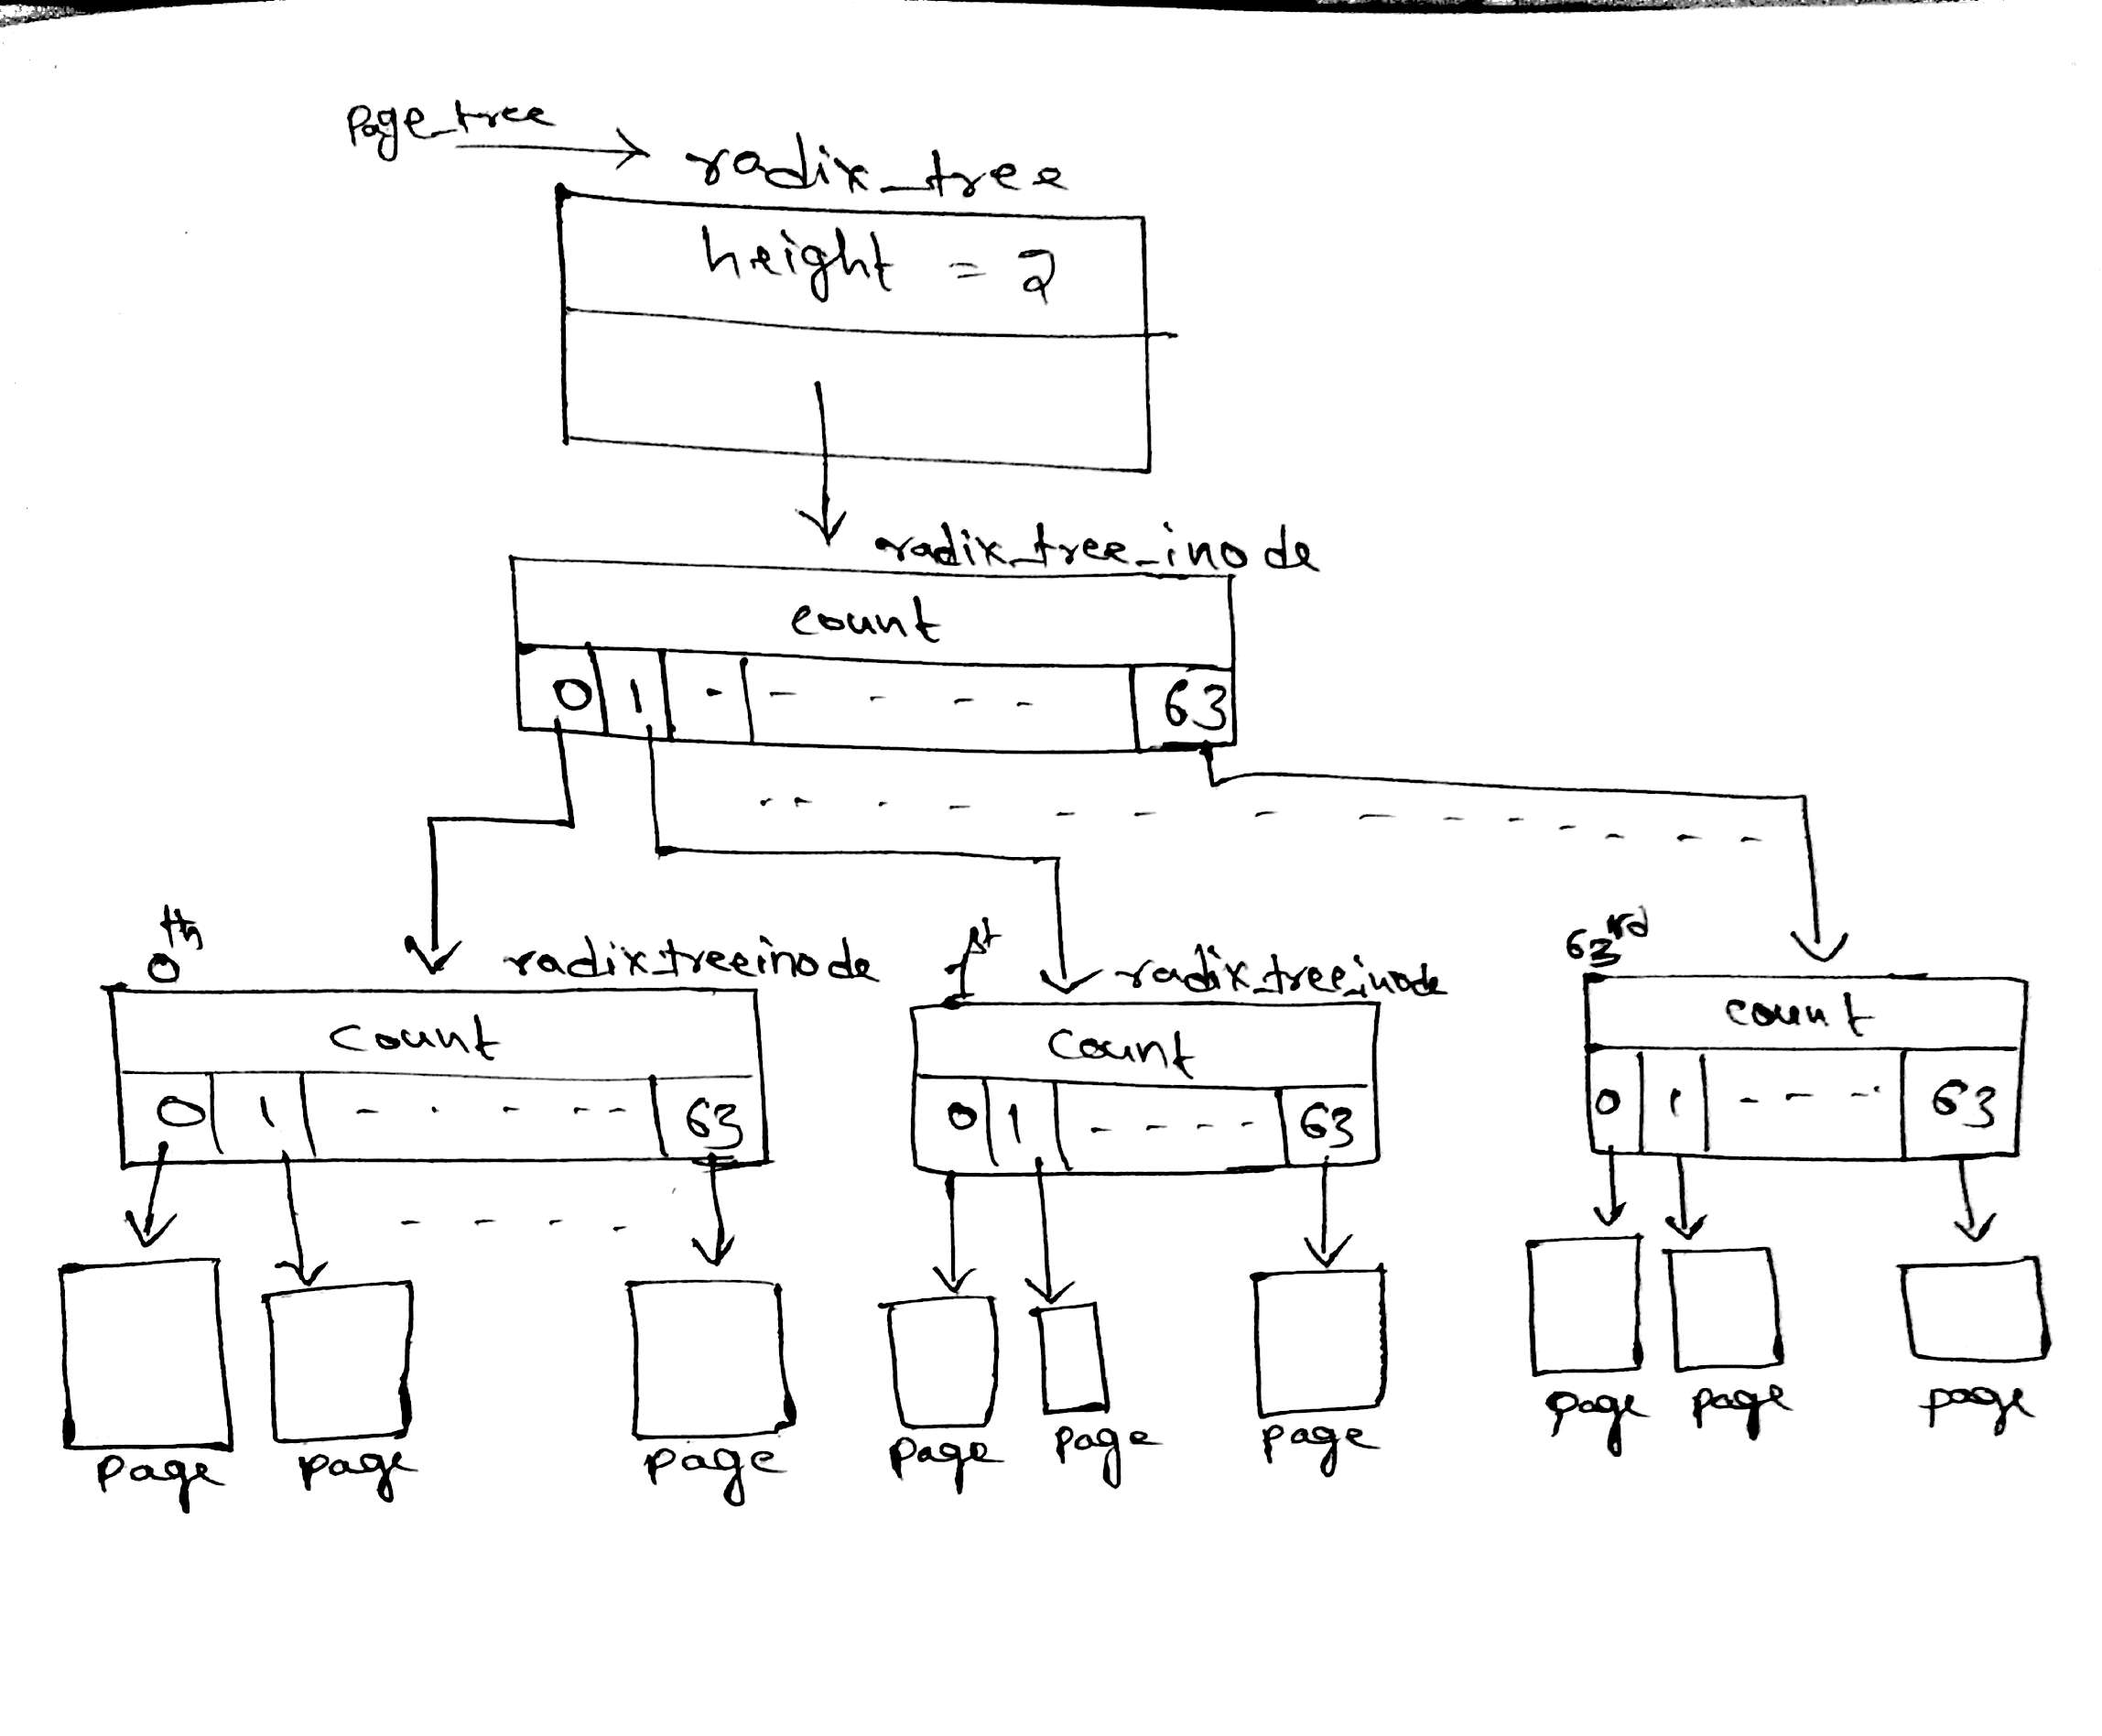 Page_tree
radix_tree
height = 2
radix_tree_inode
count
0 1 - - - - - 63
0th radix_treeinode
1st radix_tree_inode
63rd
count
count
count
0 1 - - - - - 63
0 1 - - - - 63
0 1 - - - 63
page page page
page page page
page page page